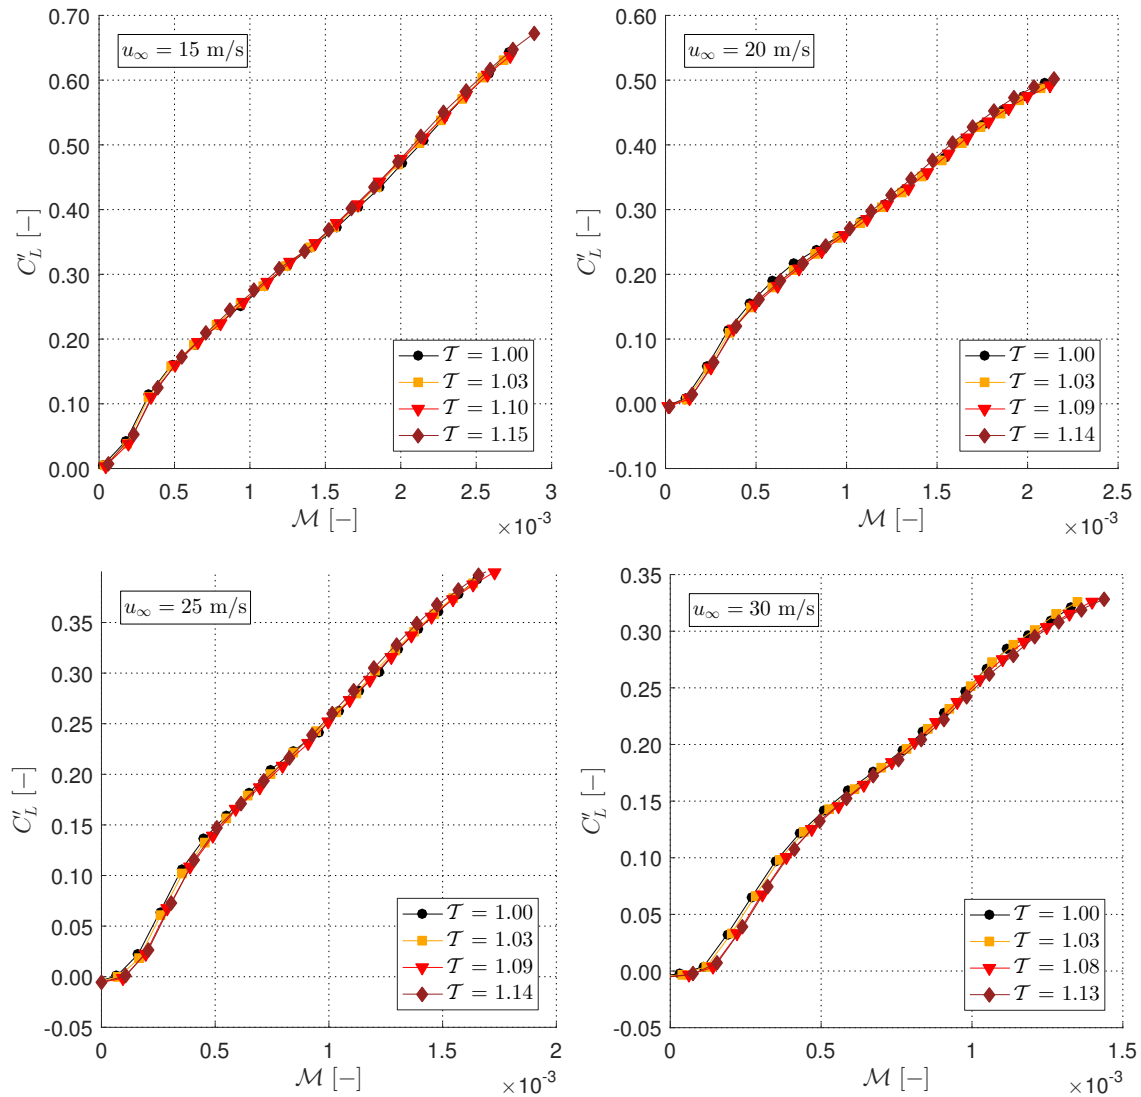 u∞ = 15 m/s
0.70
0.60
0.50
0.40
0.30
0.20
0.10
0.00
C′L [−]
𝒯 = 1.00
𝒯 = 1.03
𝒯 = 1.10
𝒯 = 1.15
0 0.5 1 1.5 2 2.5 3
ℳ [−]
×10-3
u∞ = 20 m/s
0.60
0.50
0.40
0.30
0.20
0.10
0.00
-0.10
C′L [−]
𝒯 = 1.00
𝒯 = 1.03
𝒯 = 1.09
𝒯 = 1.14
0 0.5 1 1.5 2 2.5
ℳ [−]
×10-3
u∞ = 25 m/s
0.35
0.30
0.25
0.20
0.15
0.10
0.05
0.00
-0.05
C′L [−]
𝒯 = 1.00
𝒯 = 1.03
𝒯 = 1.09
𝒯 = 1.14
0 0.5 1 1.5 2
ℳ [−]
×10-3
u∞ = 30 m/s
0.35
0.30
0.25
0.20
0.15
0.10
0.05
0.00
-0.05
C′L [−]
𝒯 = 1.00
𝒯 = 1.03
𝒯 = 1.08
𝒯 = 1.13
0 0.5 1 1.5
ℳ [−]
×10-3